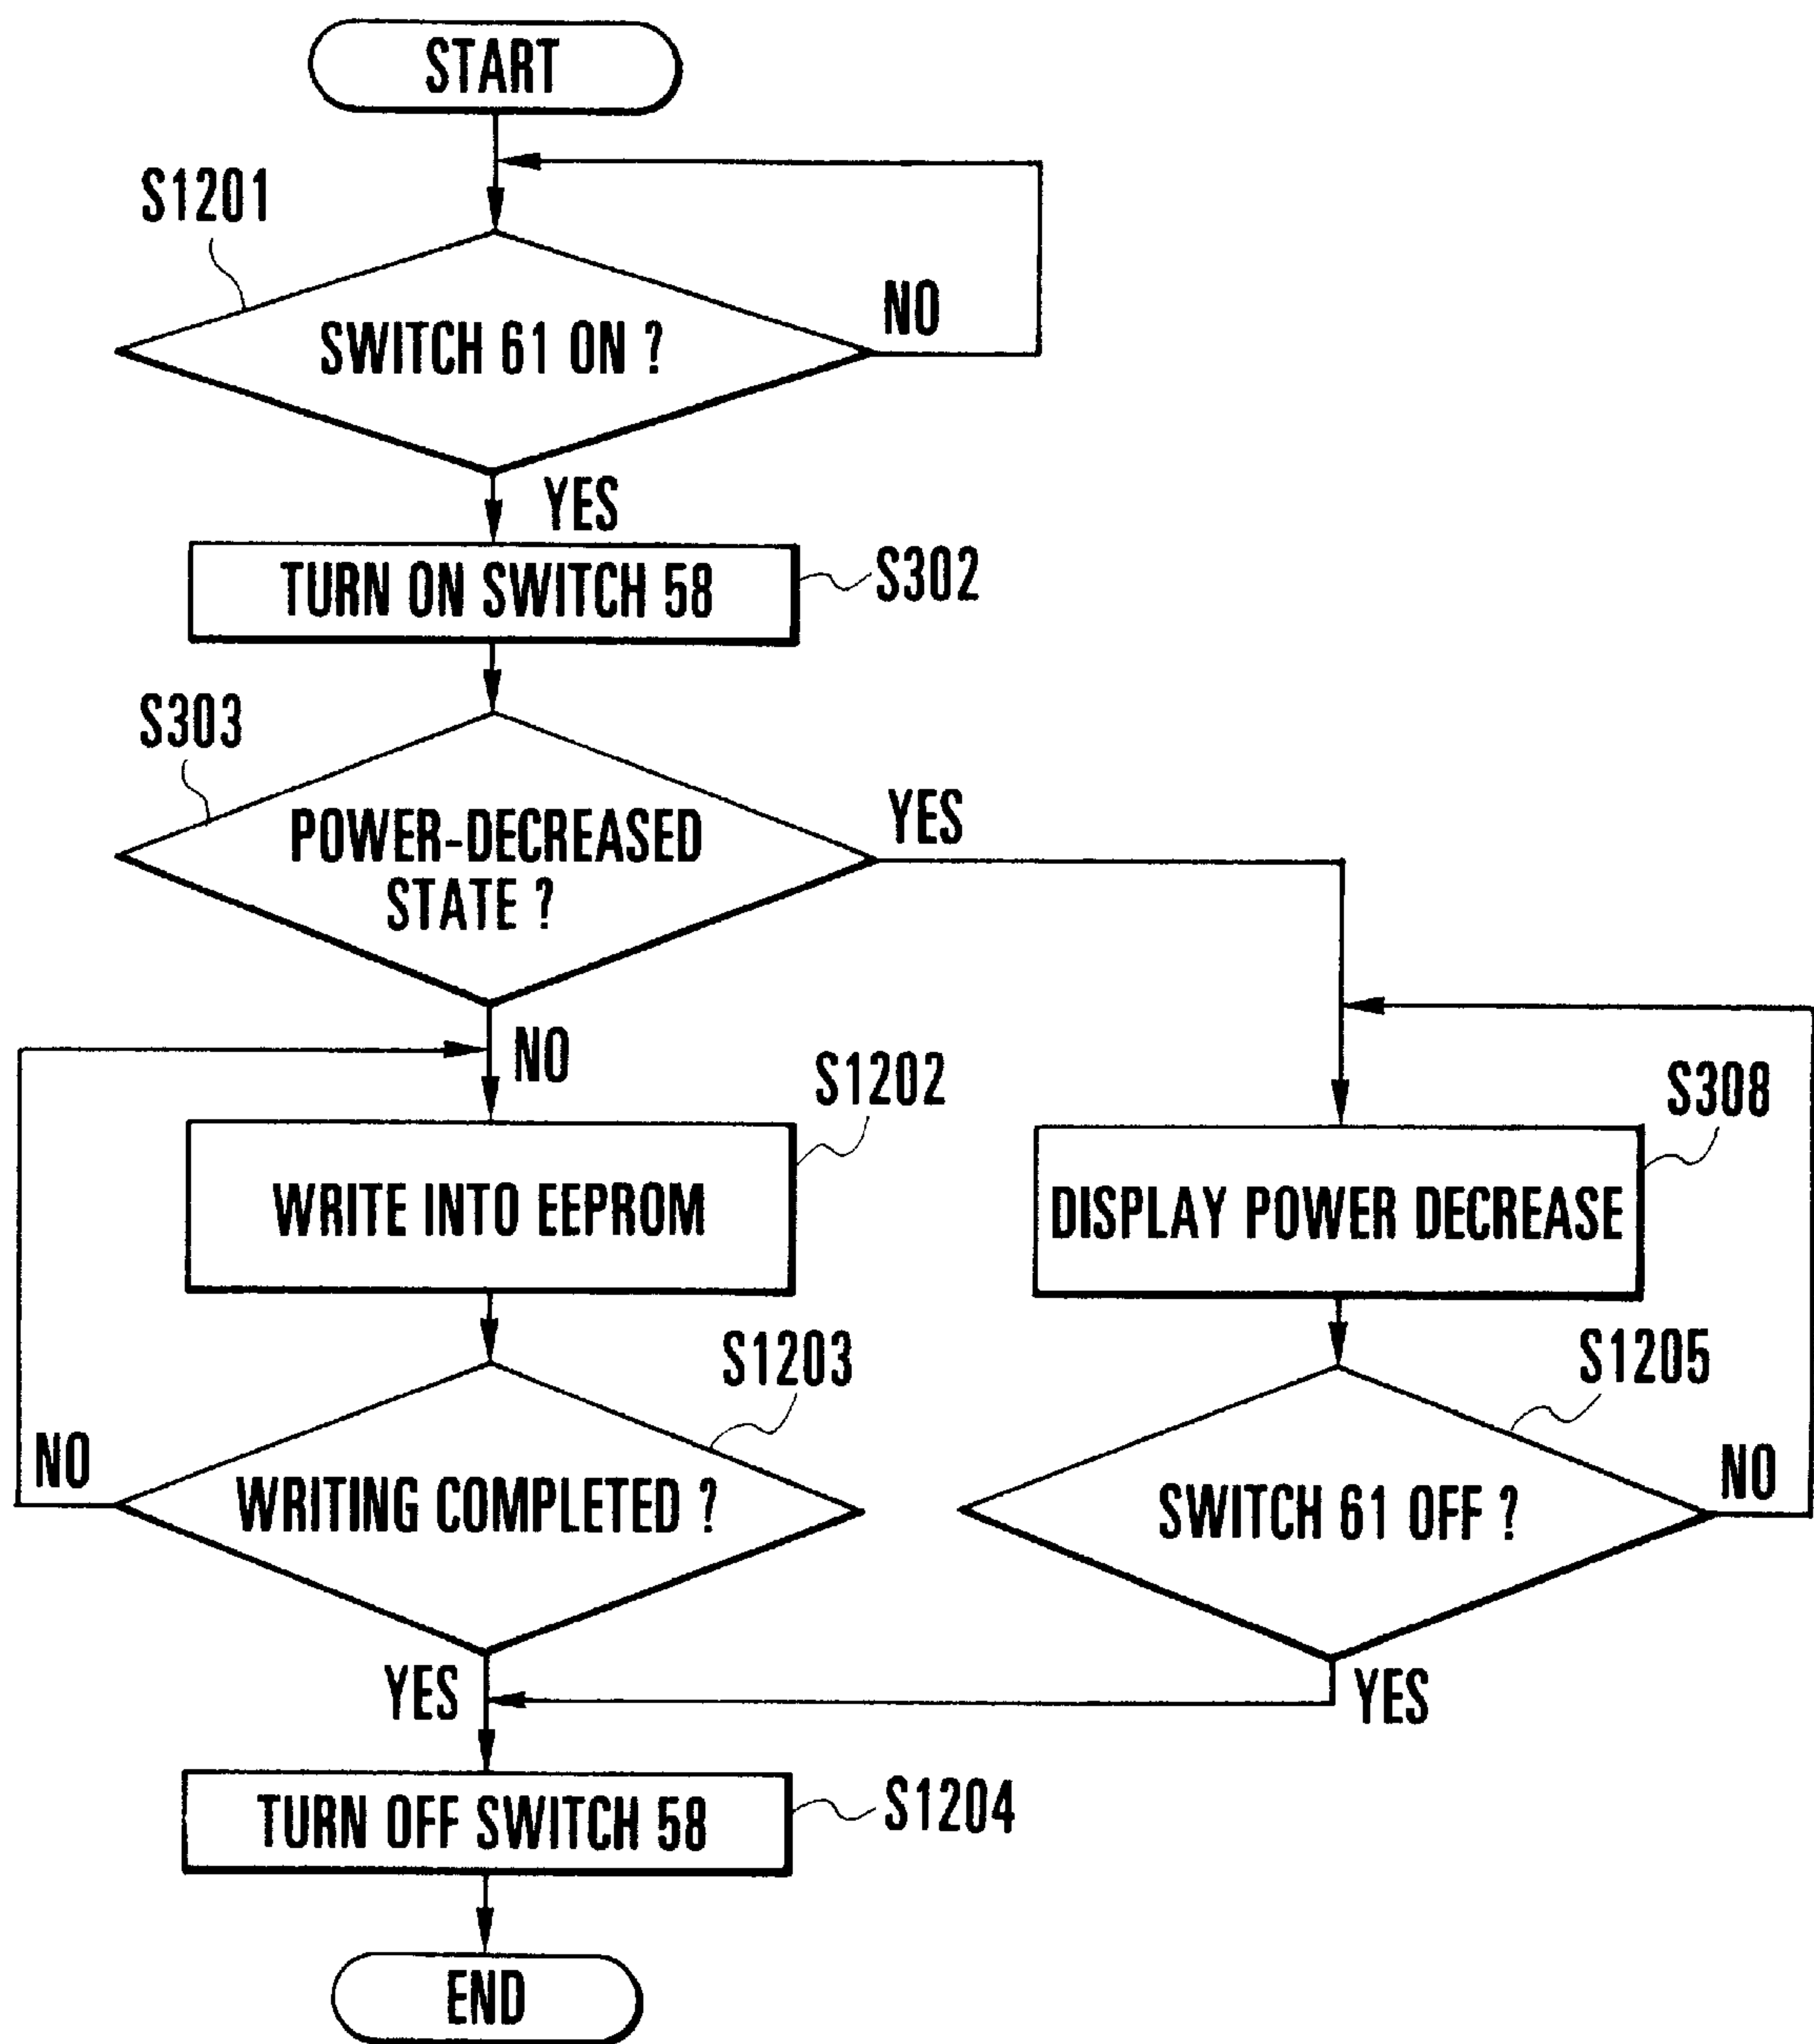 START
S1201
SWITCH 61 ON ?
NO
YES
TURN ON SWITCH 58
S302
S303
POWER-DECREASED
STATE ?
YES
NO
S1202
WRITE INTO EEPROM
S308
DISPLAY POWER DECREASE
S1203
WRITING COMPLETED ?
NO
S1205
SWITCH 61 OFF ?
NO
YES
YES
TURN OFF SWITCH 58
S1204
END